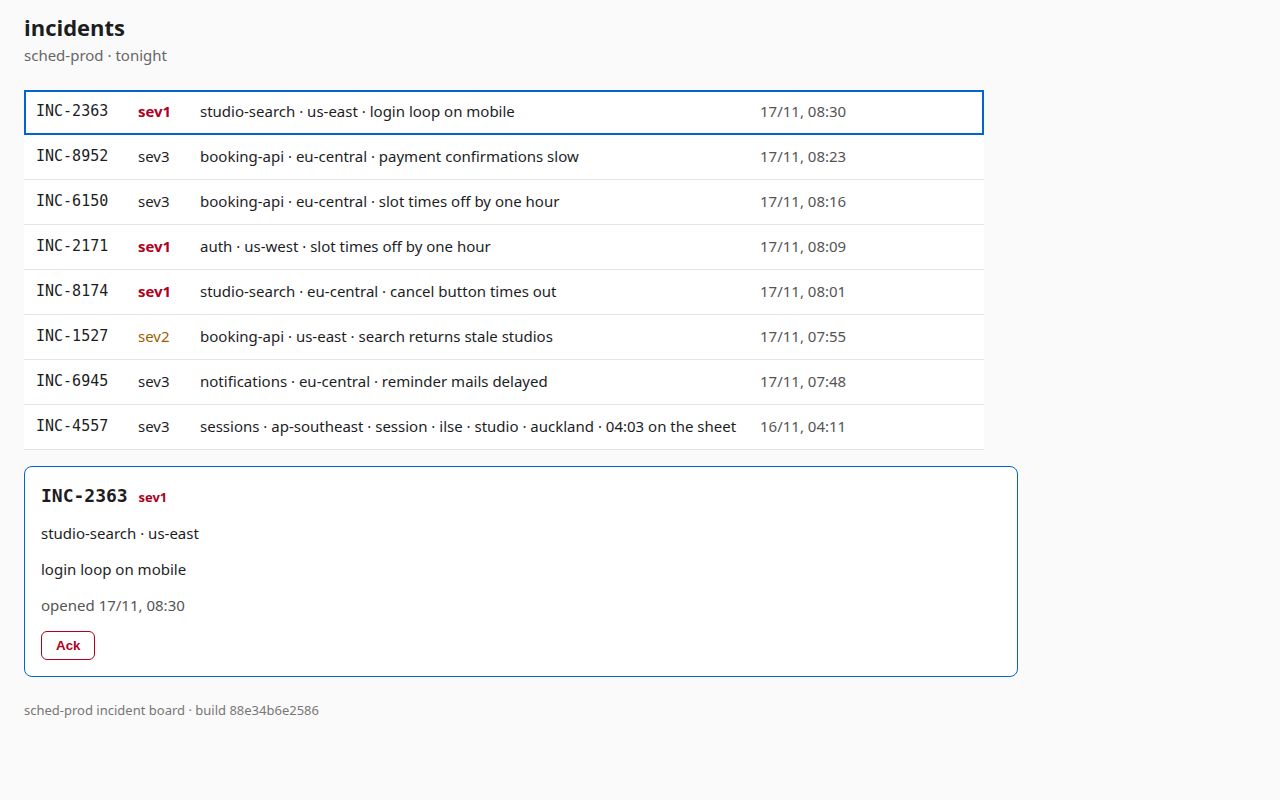 incidents
sched-prod · tonight
INC-2363 sev1 studio-search · us-east · login loop on mobile 17/11, 08:30
INC-8952 sev3 booking-api · eu-central · payment confirmations slow 17/11, 08:23
INC-6150 sev3 booking-api · eu-central · slot times off by one hour 17/11, 08:16
INC-2171 sev1 auth · us-west · slot times off by one hour 17/11, 08:09
INC-8174 sev1 studio-search · eu-central · cancel button times out 17/11, 08:01
INC-1527 sev2 booking-api · us-east · search returns stale studios 17/11, 07:55
INC-6945 sev3 notifications · eu-central · reminder mails delayed 17/11, 07:48
INC-4557 sev3 sessions · ap-southeast · session · ilse · studio · auckland · 04:03 on the sheet 16/11, 04:11
INC-2363 sev1
studio-search · us-east
login loop on mobile
opened 17/11, 08:30
Ack
sched-prod incident board · build 88e34b6e2586